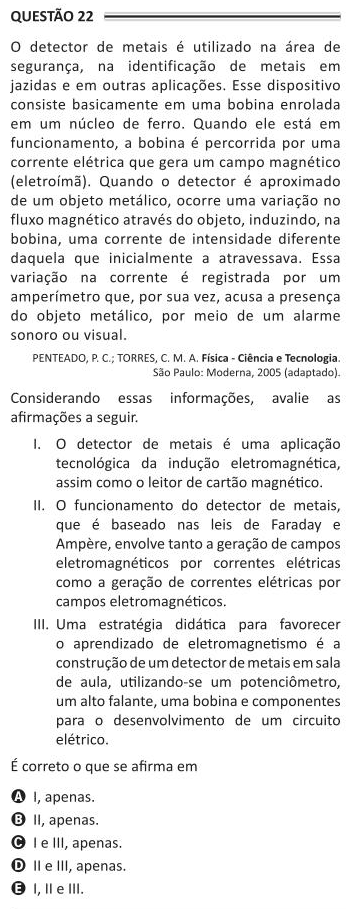 QUESTÃO 22
O detector de metais é utilizado na área de
segurança, na identificação de metais em
jazidas e em outras aplicações. Esse dispositivo
consiste basicamente em uma bobina enrolada
em um núcleo de ferro. Quando ele está em
funcionamento, a bobina é percorrida por uma
corrente elétrica que gera um campo magnético
(eletroímã). Quando o detector é aproximado
de um objeto metálico, ocorre uma variação no
fluxo magnético através do objeto, induzindo, na
bobina, uma corrente de intensidade diferente
daquela que inicialmente a atravessava. Essa
variação na corrente é registrada por um
amperímetro que, por sua vez, acusa a presença
do objeto metálico, por meio de um alarme
sonoro ou visual.
PENTEADO, P. C.; TORRES, C. M. A. Física - Ciência e Tecnologia.
São Paulo: Moderna, 2005 (adaptado).
Considerando essas informações, avalie as
afirmações a seguir.
I. O detector de metais é uma aplicação
tecnológica da indução eletromagnética,
assim como o leitor de cartão magnético.
II. O funcionamento do detector de metais,
que é baseado nas leis de Faraday e
Ampère, envolve tanto a geração de campos
eletromagnéticos por correntes elétricas
como a geração de correntes elétricas por
campos eletromagnéticos.
III. Uma estratégia didática para favorecer
o aprendizado de eletromagnetismo é a
construção de um detector de metais em sala
de aula, utilizando-se um potenciômetro,
um alto falante, uma bobina e componentes
para o desenvolvimento de um circuito
elétrico.
É correto o que se afirma em
A I, apenas.
B II, apenas.
C I e III, apenas.
D II e III, apenas.
E I, II e III.